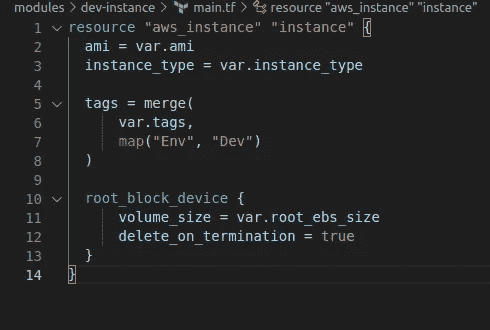 modules > dev-instance > main.tf > resource "aws_instance" "instance"
1 resource "aws_instance" "instance" {
2 ami = var.ami
3 instance_type = var.instance_type
4
5 tags = merge(
6 var.tags,
7 map("Env", "Dev")
8 )
9
10 root_block_device {
11 volume_size = var.root_ebs_size
12 delete_on_termination = true
13 }
14 }